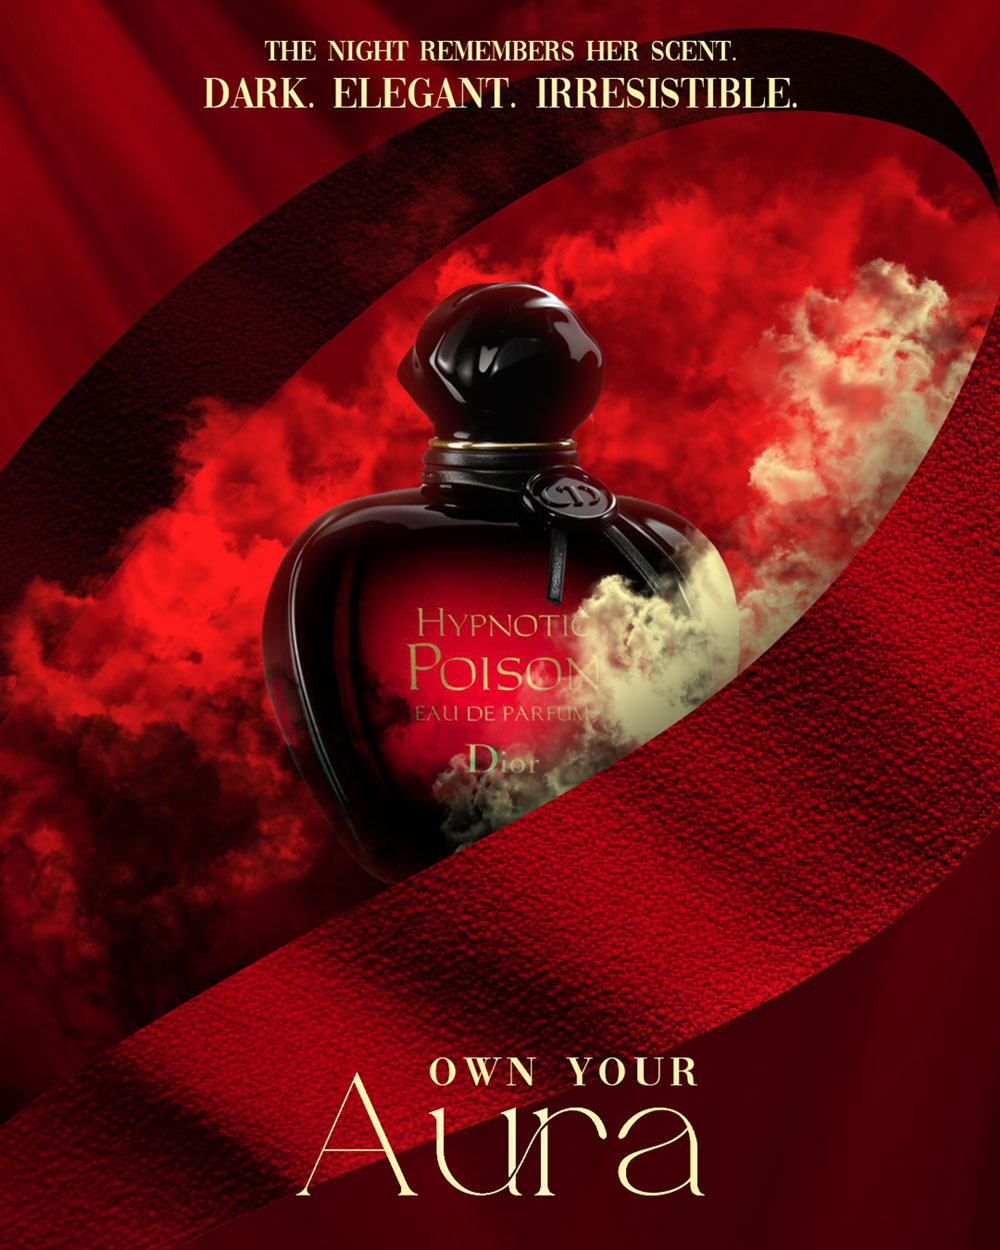 THE NIGHT REMEMBERS HER SCENT.
DARK. ELEGANT. IRRESISTIBLE.
HYPNOTIC
POISON
EAU DE PARFUM
Dior
OWN YOUR
Aura